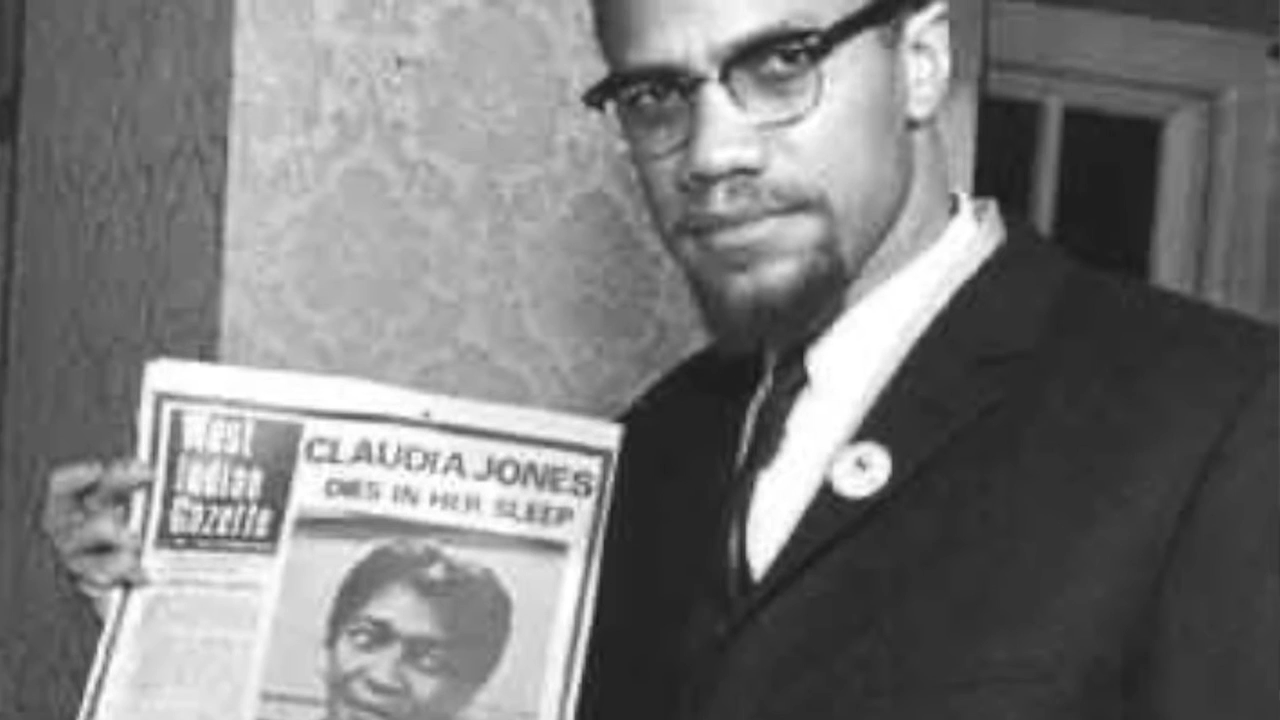 West
Indian
Gazette
CLAUDIA JONES
DIES IN HER SLEEP